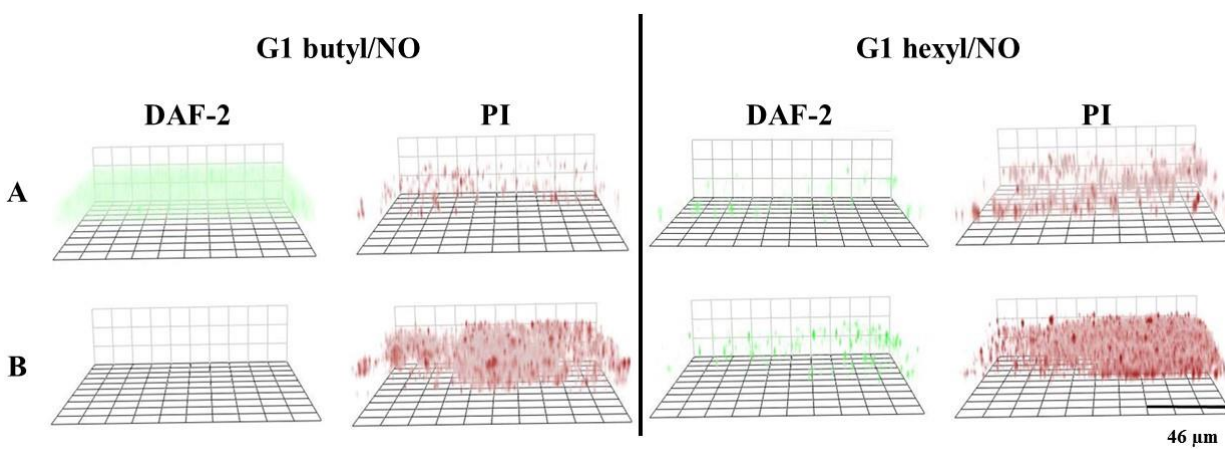 G1 butyl/NO
G1 hexyl/NO
DAF-2
PI
DAF-2
PI
A
B
46 µm